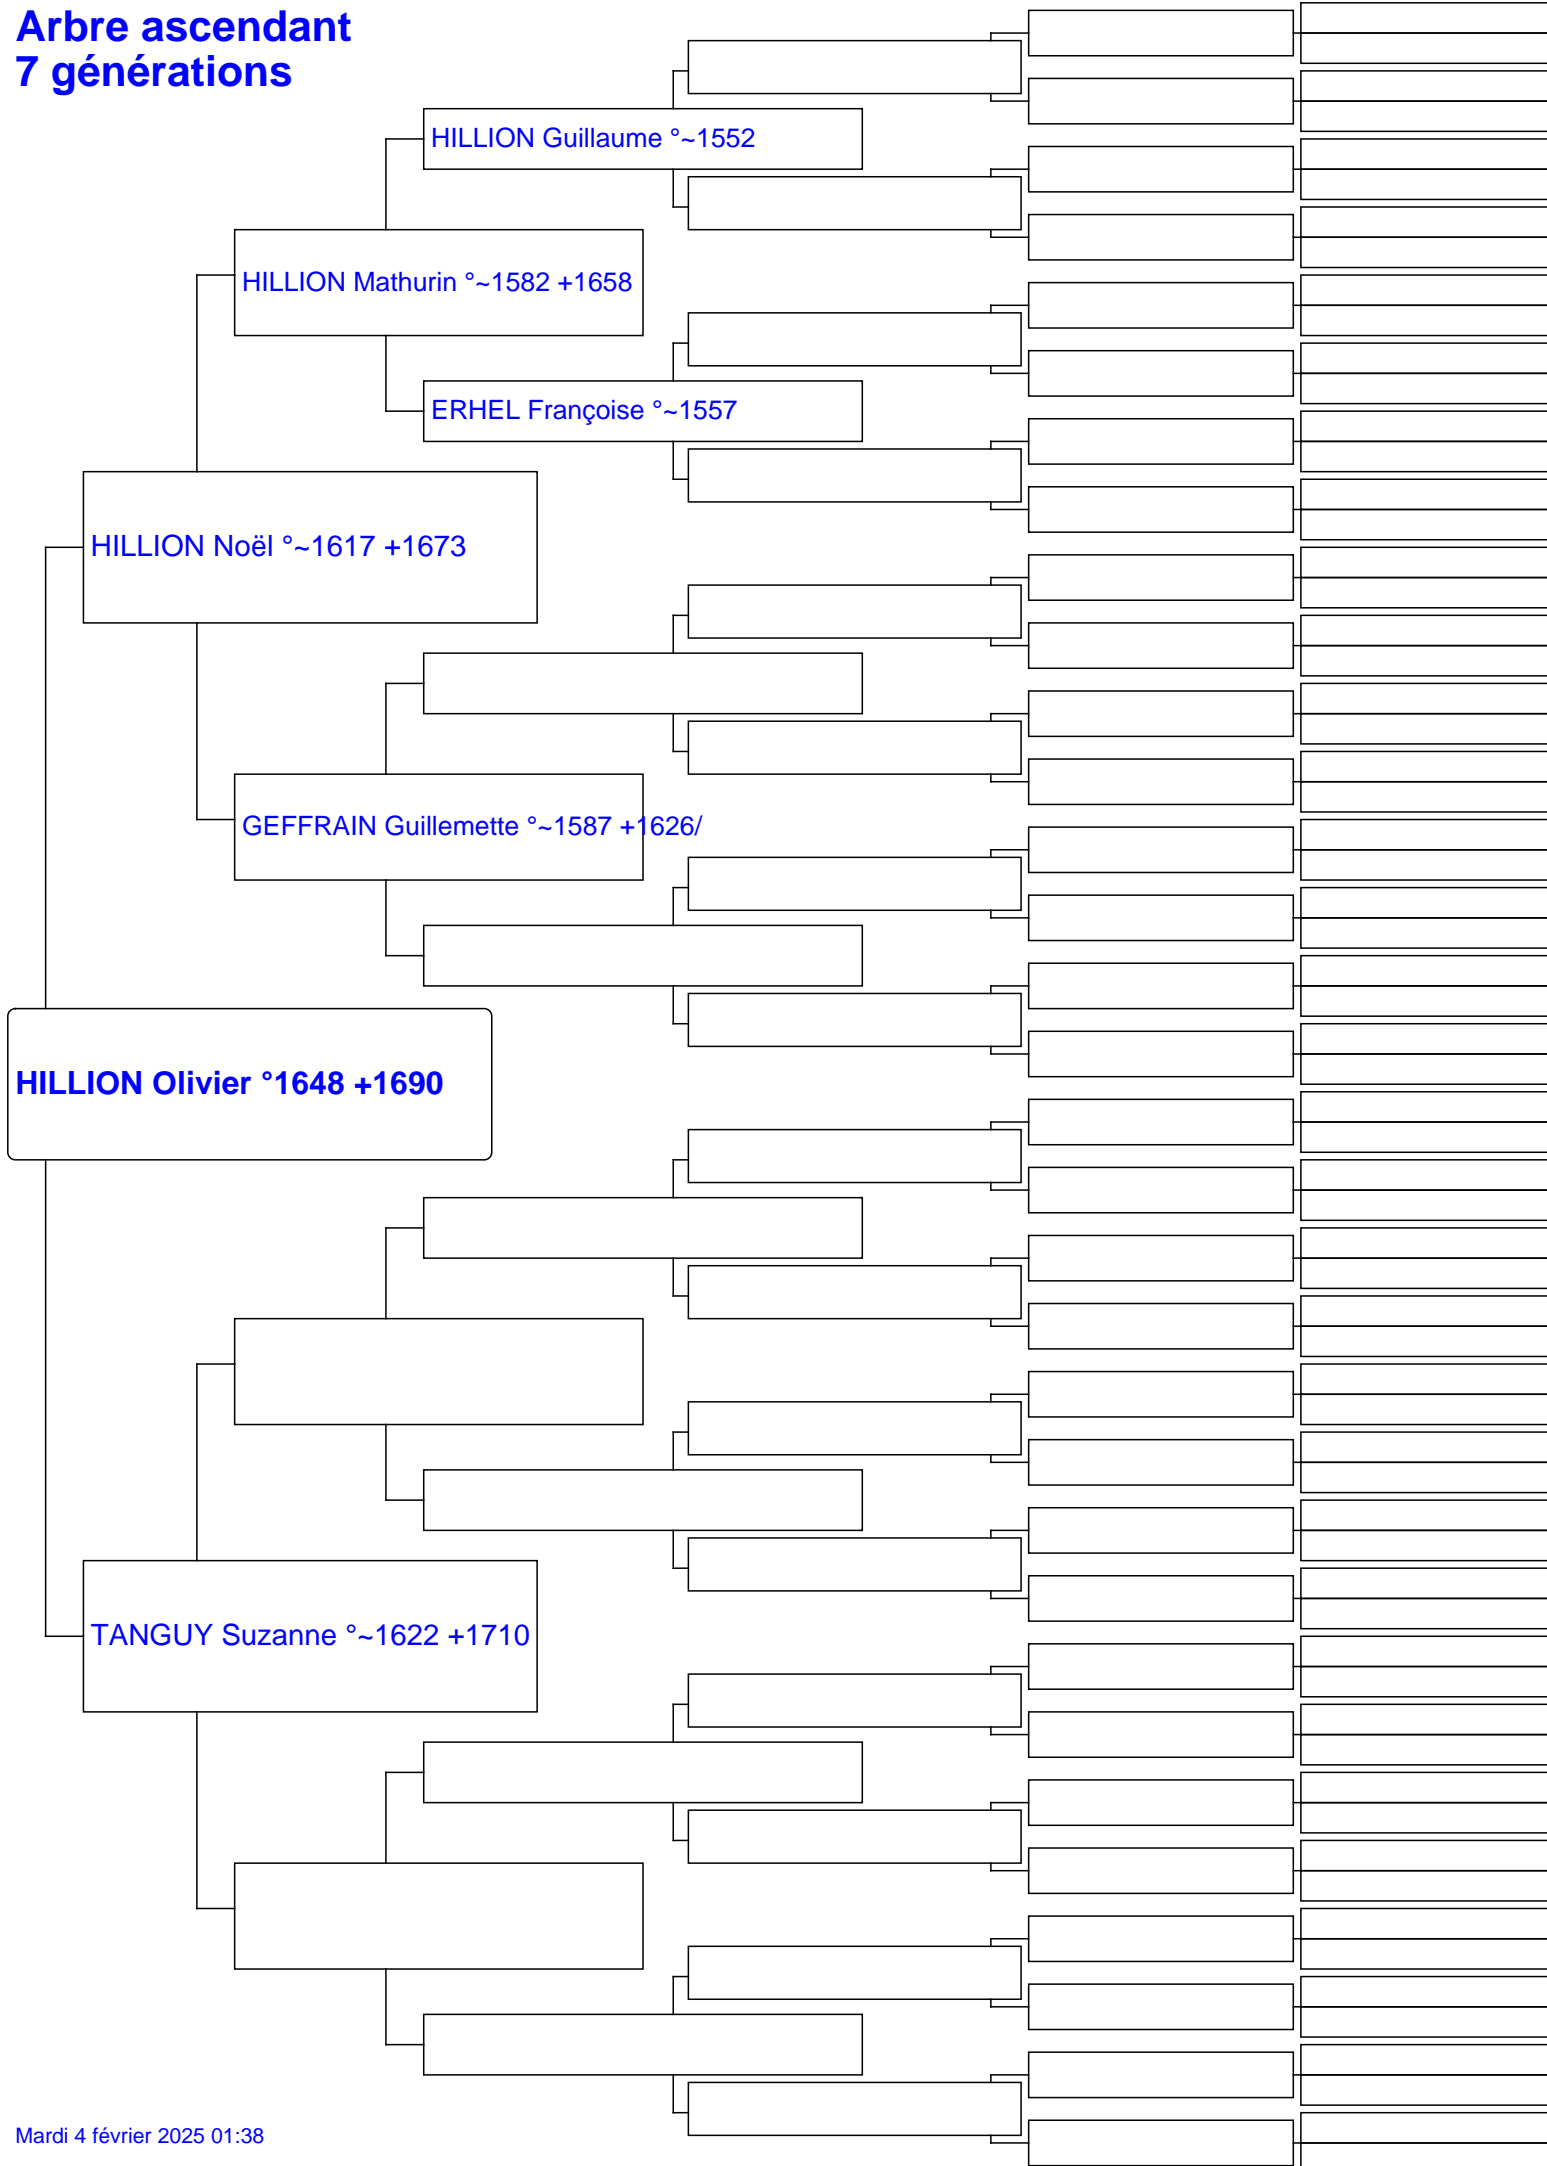 Arbre ascendant
7 générations
HILLION Guillaume °~1552
HILLION Mathurin °~1582 +1658
ERHEL Françoise °~1557
HILLION Noël °~1617 +1673
GEFFRAIN Guillemette °~1587 +1626/
HILLION Olivier °1648 +1690
TANGUY Suzanne °~1622 +1710
Mardi 4 février 2025 01:38